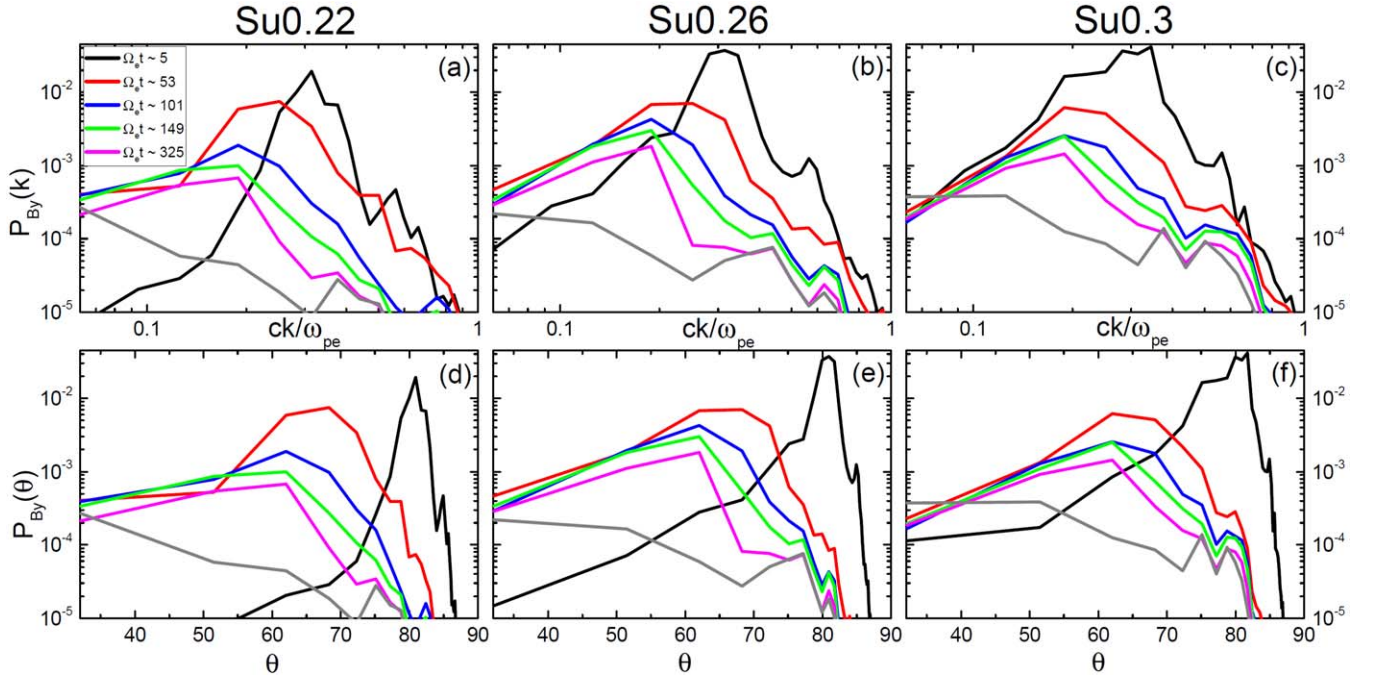 Su0.22 Su0.26 Su0.3
(a) (b) (c)
Ωet ~ 5
Ωet ~ 53
Ωet ~ 101
Ωet ~ 149
Ωet ~ 325
PBy(k)
10-2 10-2
10-3 10-3
10-4 10-4
10-5 10-5
0.1 ck/ωpe 1 0.1 ck/ωpe 1 0.1 ck/ωpe 1
(d) (e) (f)
PBy(θ)
10-2 10-2
10-3 10-3
10-4 10-4
10-5 10-5
40 50 60 70 80 90 40 50 60 70 80 90 40 50 60 70 80 90
θ θ θ